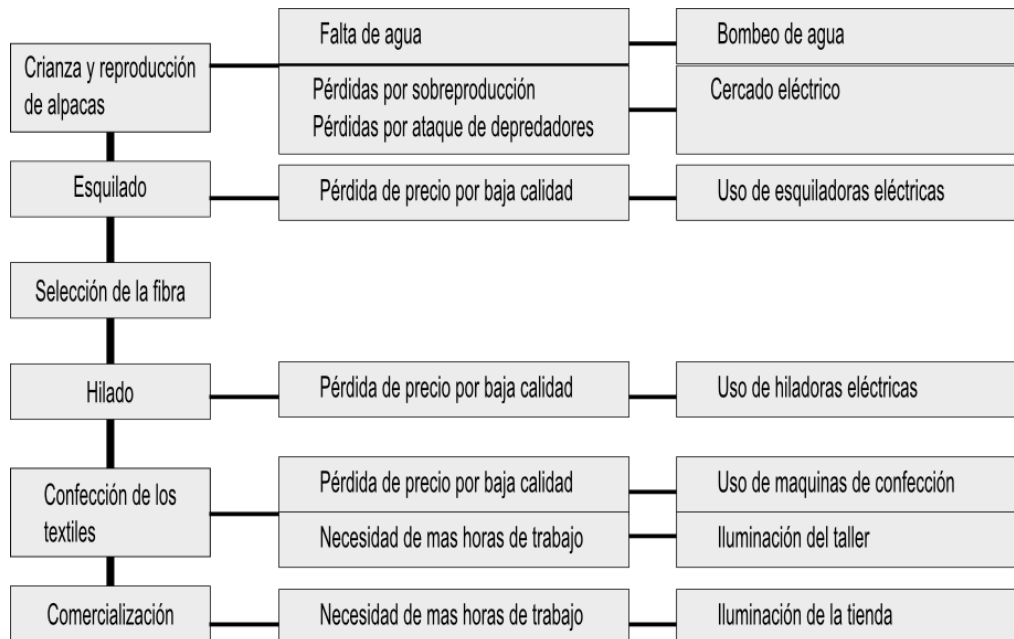 Crianza y reproducción
de alpacas
Falta de agua
Bombeo de agua
Pérdidas por sobreproducción
Pérdidas por ataque de depredadores
Cercado eléctrico
Esquilado
Pérdida de precio por baja calidad
Uso de esquiladoras eléctricas
Selección de la fibra
Hilado
Pérdida de precio por baja calidad
Uso de hiladoras eléctricas
Confección de los
textiles
Pérdida de precio por baja calidad
Uso de maquinas de confección
Necesidad de mas horas de trabajo
Iluminación del taller
Comercialización
Necesidad de mas horas de trabajo
Iluminación de la tienda